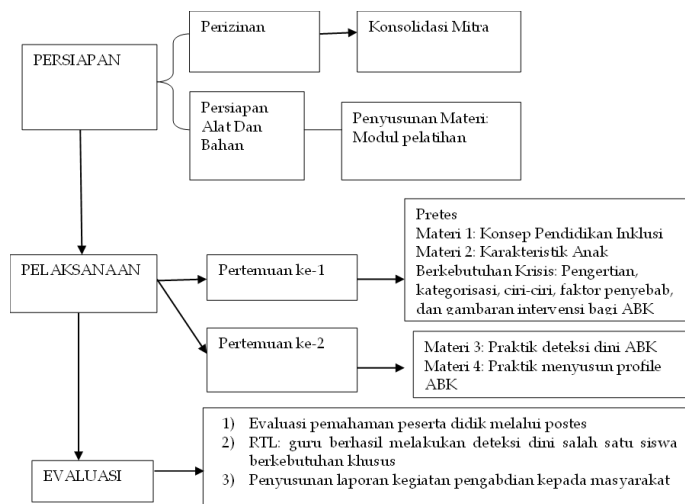 PERSIAPAN
Perizinan
Konsolidasi Mitra
Persiapan
Alat Dan
Bahan
Penyusunan Materi:
Modul pelatihan
PELAKSANAAN
Pertemuan ke-1
Pretes
Materi 1: Konsep Pendidikan Inklusi
Materi 2: Karakteristik Anak
Berkebutuhan Krisis: Pengertian,
kategorisasi, ciri-ciri, faktor penyebab,
dan gambaran intervensi bagi ABK
Pertemuan ke-2
Materi 3: Praktik deteksi dini ABK
Materi 4: Praktik menyusun profile
ABK
EVALUASI
1) Evaluasi pemahaman peserta didik melalui postes
2) RTL: guru berhasil melakukan deteksi dini salah satu siswa
berkebutuhan khusus
3) Penyusunan laporan kegiatan pengabdian kepada masyarakat